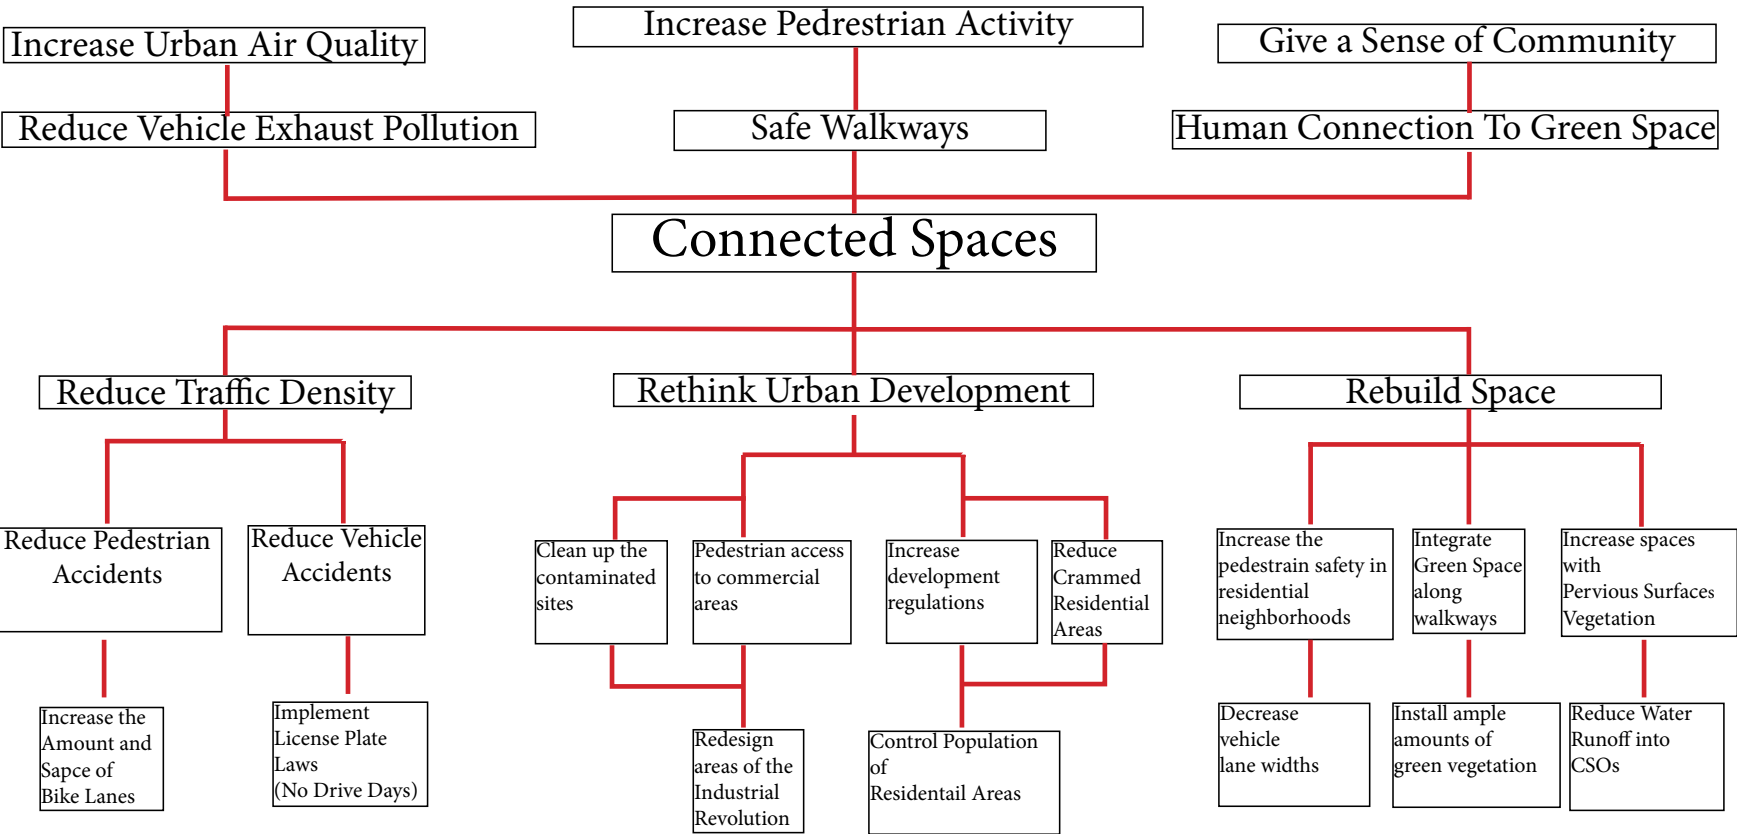 Increase Urban Air Quality
Increase Pedrestrian Activity
Give a Sense of Community
Reduce Vehicle Exhaust Pollution
Safe Walkways
Human Connection To Green Space
Connected Spaces
Reduce Traffic Density
Rethink Urban Development
Rebuild Space
Reduce Pedestrian
Accidents
Reduce Vehicle
Accidents
Clean up the
contaminated
sites
Pedestrian access
to commercial
areas
Increase
development
regulations
Reduce
Crammed
Residential
Areas
Increase the
pedestrain safety in
residential
neighborhoods
Integrate
Green Space
along
walkways
Increase spaces
with
Pervious Surfaces
Vegetation
Increase the
Amount and
Sapce of
Bike Lanes
Implement
License Plate
Laws
(No Drive Days)
Redesign
areas of the
Industrial
Revolution
Control Population
of
Residentail Areas
Decrease
vehicle
lane widths
Install ample
amounts of
green vegetation
Reduce Water
Runoff into
CSOs